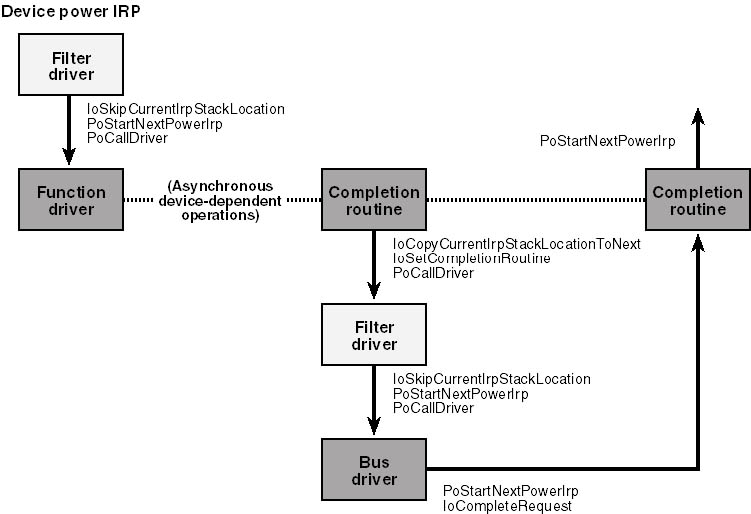 Device power IRP
Filter
driver
IoSkipCurrentIrpStackLocation
PoStartNextPowerIrp
PoCallDriver
PoStartNextPowerIrp
Function
driver
(Asynchronous
device-dependent
operations)
Completion
routine
Completion
routine
IoCopyCurrentIrpStackLocationToNext
IoSetCompletionRoutine
PoCallDriver
Filter
driver
IoSkipCurrentIrpStackLocation
PoStartNextPowerIrp
PoCallDriver
Bus
driver
PoStartNextPowerIrp
IoCompleteRequest